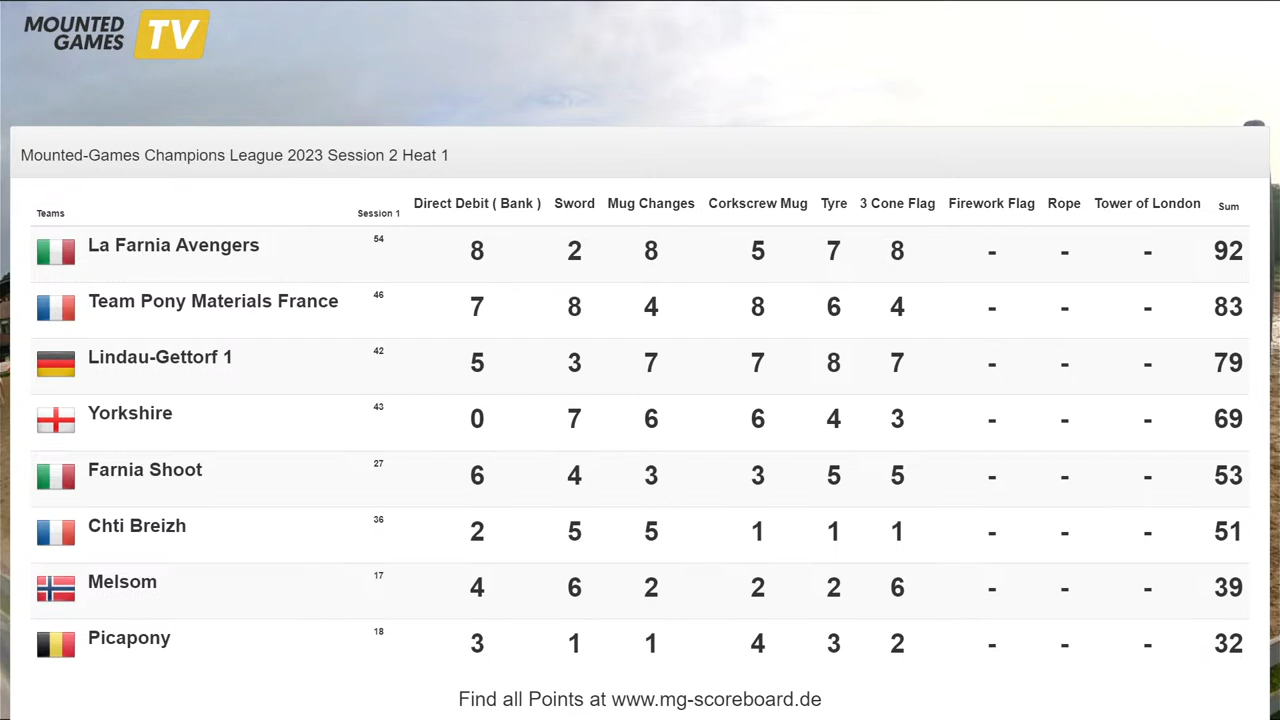 MOUNTED
GAMES
TV
Mounted-Games Champions League 2023 Session 2 Heat 1
Teams Session 1 Direct Debit ( Bank ) Sword Mug Changes Corkscrew Mug Tyre 3 Cone Flag Firework Flag Rope Tower of London Sum
La Farnia Avengers 54 8 2 8 5 7 8 - - - 92
Team Pony Materials France 46 7 8 4 8 6 4 - - - 83
Lindau-Gettorf 1 42 5 3 7 7 8 7 - - - 79
Yorkshire 43 0 7 6 6 4 3 - - - 69
Farnia Shoot 27 6 4 3 3 5 5 - - - 53
Chti Breizh 36 2 5 5 1 1 1 - - - 51
Melsom 17 4 6 2 2 2 6 - - - 39
Picapony 18 3 1 1 4 3 2 - - - 32
Find all Points at www.mg-scoreboard.de